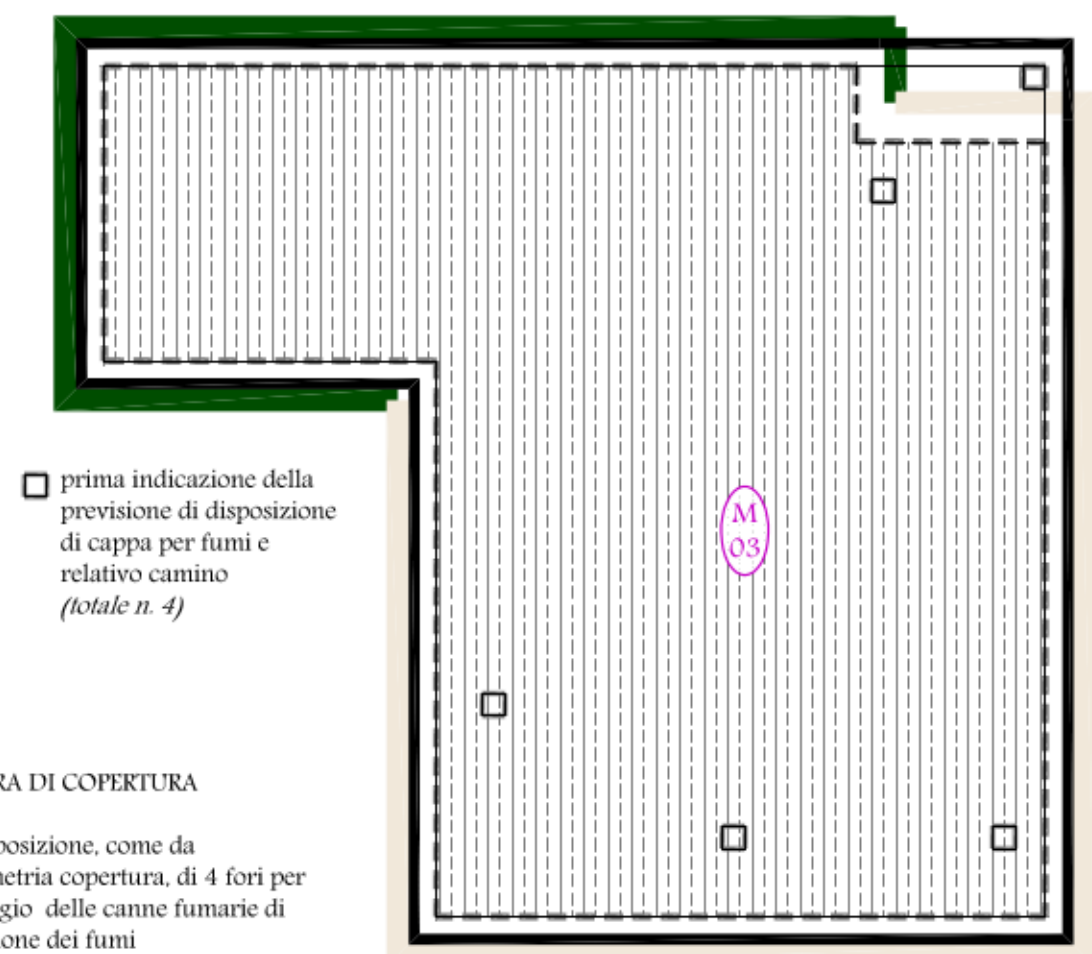 prima indicazione della
previsione di disposizione
di cappa per fumi e
relativo camino
(totale n. 4)
M
03
RA DI COPERTURA
posizione, come da
netria copertura, di 4 fori per
gio delle canne fumarie di
one dei fumi